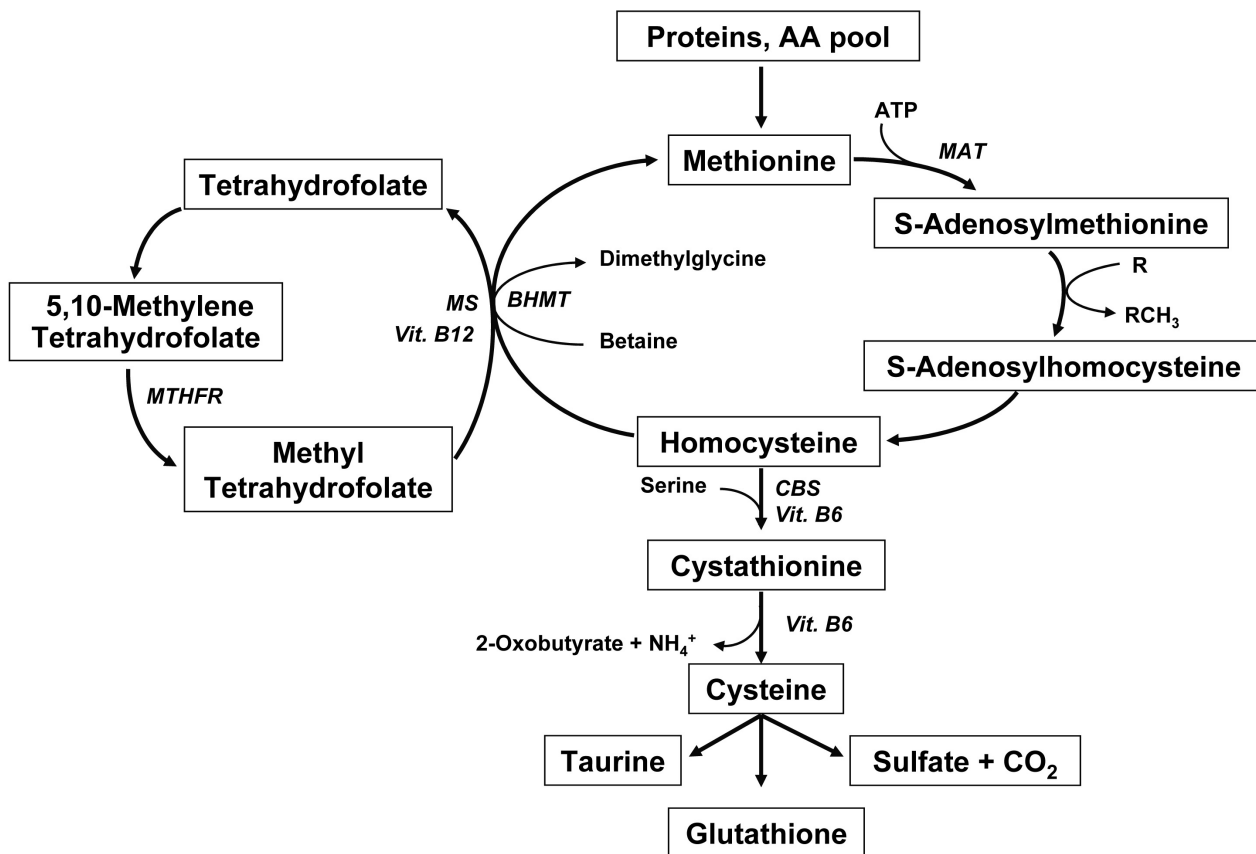 Proteins, AA pool
ATP
MAT
Methionine
Tetrahydrofolate
S-Adenosylmethionine
Dimethylglycine
R
5,10-Methylene
Tetrahydrofolate
MS
BHMT
Vit. B12
Betaine
RCH₃
S-Adenosylhomocysteine
MTHFR
Homocysteine
Methyl
Tetrahydrofolate
Serine
CBS
Vit. B6
Cystathionine
Vit. B6
2-Oxobutyrate + NH₄⁺
Cysteine
Taurine
Sulfate + CO₂
Glutathione